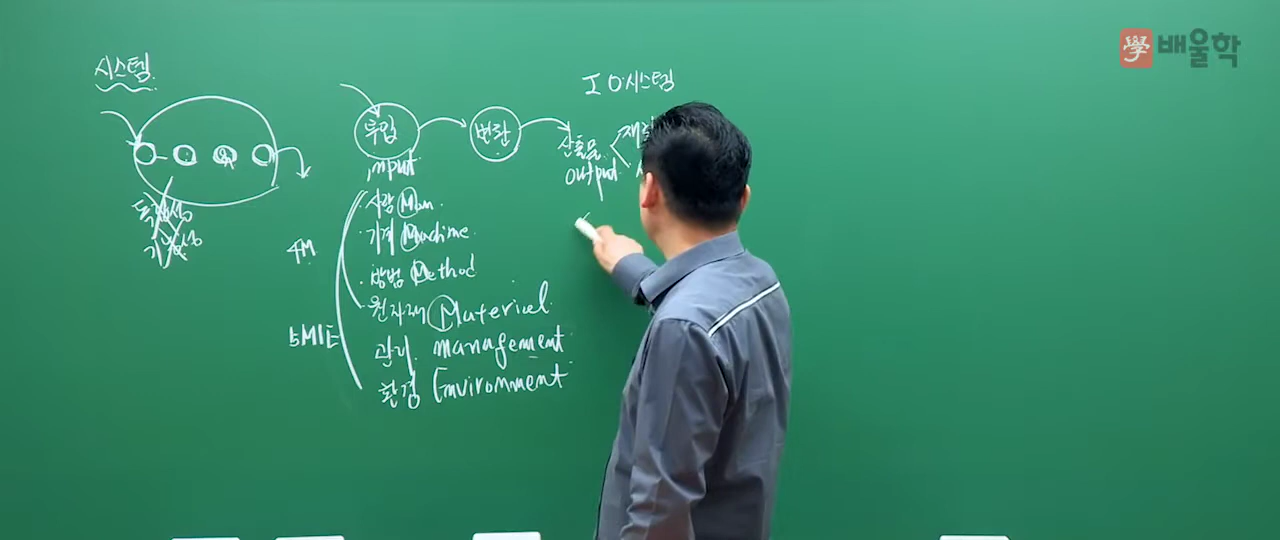 시스템
I O 시스템
투입
input
변환
산출물
output
사람 Man
기계 Machine
방법 Method
원자재 Material
관리 management
환경 Environment
4M
5M1E
學 배울학